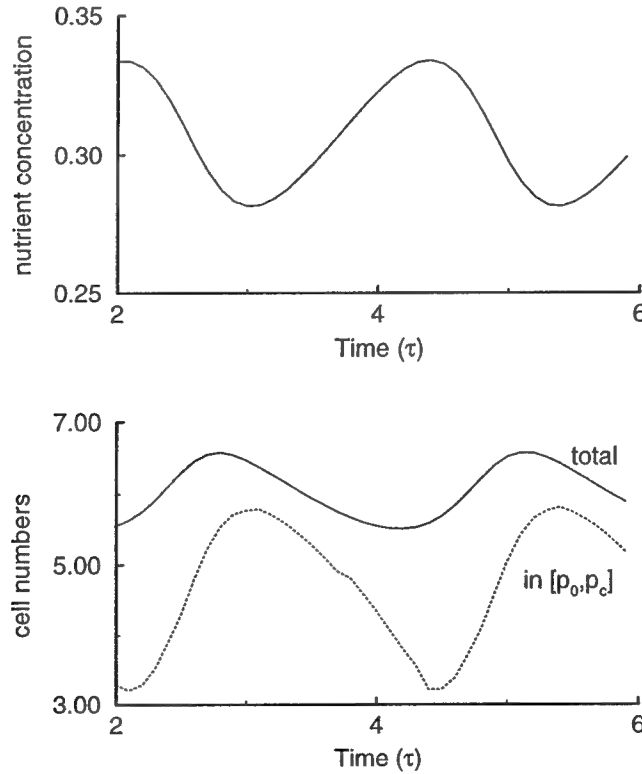 nutrient concentration
0.35
0.30
0.25
2
4
6
Time (τ)
cell numbers
7.00
5.00
3.00
total
in [p₀,p꜀]
2
4
6
Time (τ)